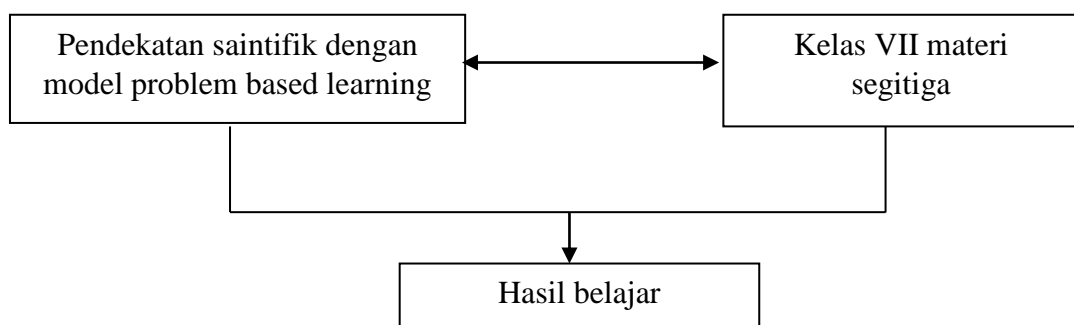 Pendekatan saintifik dengan
model problem based learning
Kelas VII materi
segitiga
Hasil belajar